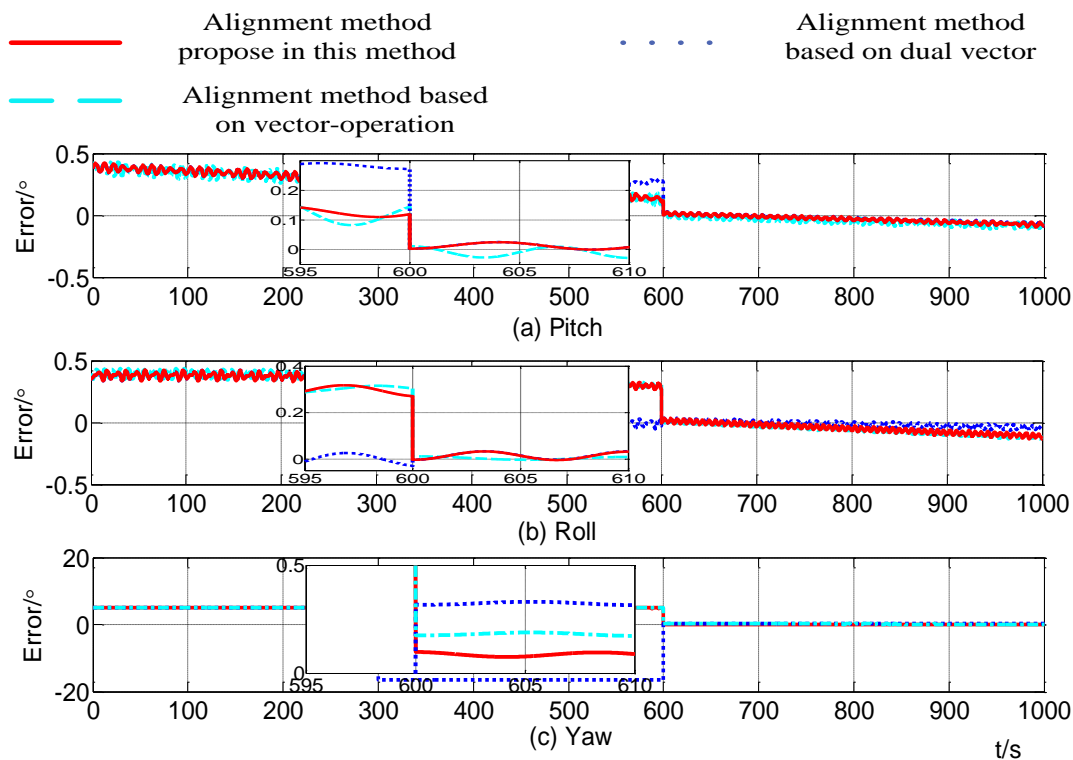 Alignment method
propose in this method
Alignment method
based on dual vector
Alignment method based
on vector-operation
0.5
0
-0.5
Error/°
0.2
0.1
0
595 600 605 610
0 100 200 300 400 500 600 700 800 900 1000
(a) Pitch
0.5
0
-0.5
Error/°
0.4
0.2
0
595 600 605 610
0 100 200 300 400 500 600 700 800 900 1000
(b) Roll
20
0
-20
Error/°
0.5
0
595 600 605 610
0 100 200 300 400 500 600 700 800 900 1000
(c) Yaw
t/s